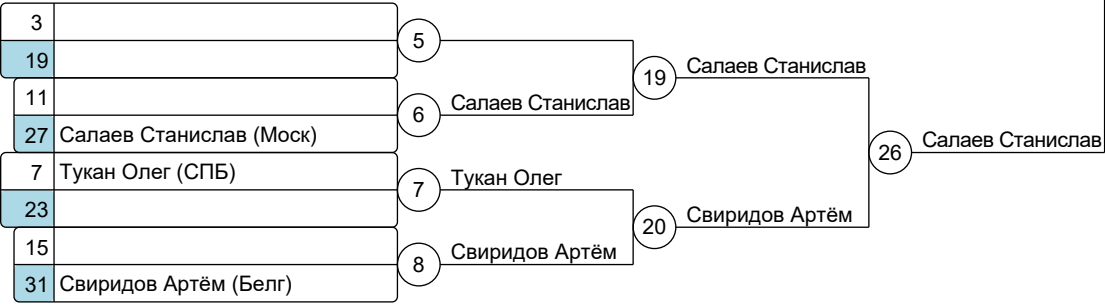 3
5
19
19 Салаев Станислав
11
6 Салаев Станислав
27 Салаев Станислав (Моск)
26 Салаев Станислав
7 Тукан Олег (СПБ)
7 Тукан Олег
23
20 Свиридов Артём
15
8 Свиридов Артём
31 Свиридов Артём (Белг)